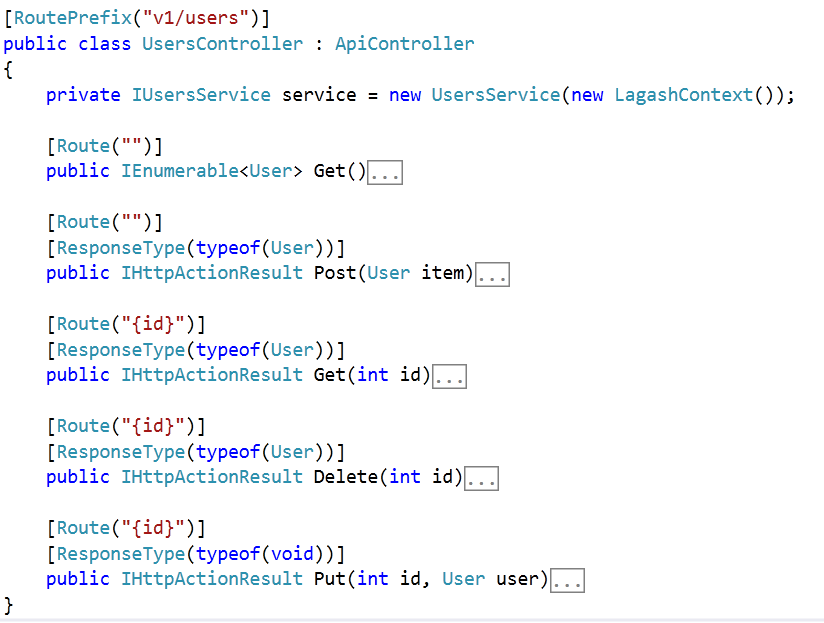 [RoutePrefix("v1/users")]
public class UsersController : ApiController
{
    private IUsersService service = new UsersService(new LagashContext());
    [Route("")]
    public IEnumerable<User> Get()...
    [Route("")]
    [ResponseType(typeof(User))]
    public IHttpActionResult Post(User item)...
    [Route("{id}")]
    [ResponseType(typeof(User))]
    public IHttpActionResult Get(int id)...
    [Route("{id}")]
    [ResponseType(typeof(User))]
    public IHttpActionResult Delete(int id)...
    [Route("{id}")]
    [ResponseType(typeof(void))]
    public IHttpActionResult Put(int id, User user)...
}